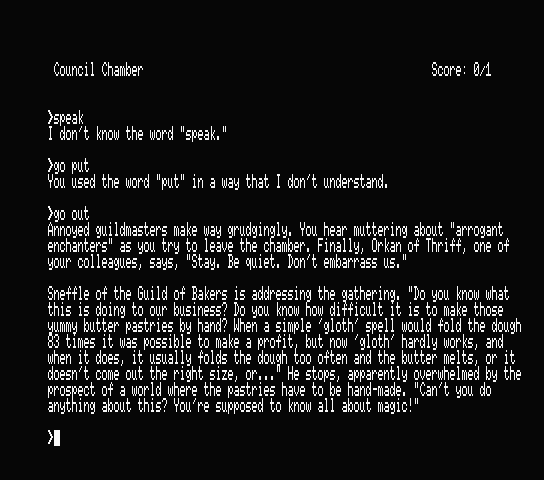 Council Chamber Score: 0/1
>speak
I don't know the word "speak."
>go put
You used the word "put" in a way that I don't understand.
>go out
Annoyed guildmasters make way grudgingly. You hear muttering about "arrogant
enchanters" as you try to leave the chamber. Finally, Orkan of Thriff, one of
your colleagues, says, "Stay. Be quiet. Don't embarrass us."
Sneffle of the Guild of Bakers is addressing the gathering. "Do you know what
this is doing to our business? Do you know how difficult it is to make those
yummy butter pastries by hand? When a simple 'gloth' spell would fold the dough
83 times it was possible to make a profit, but now 'gloth' hardly works, and
when it does, it usually folds the dough too often and the butter melts, or it
doesn't come out the right size, or..." He stops, apparently overwhelmed by the
prospect of a world where the pastries have to be hand-made. "Can't you do
anything about this? You're supposed to know all about magic!"
>